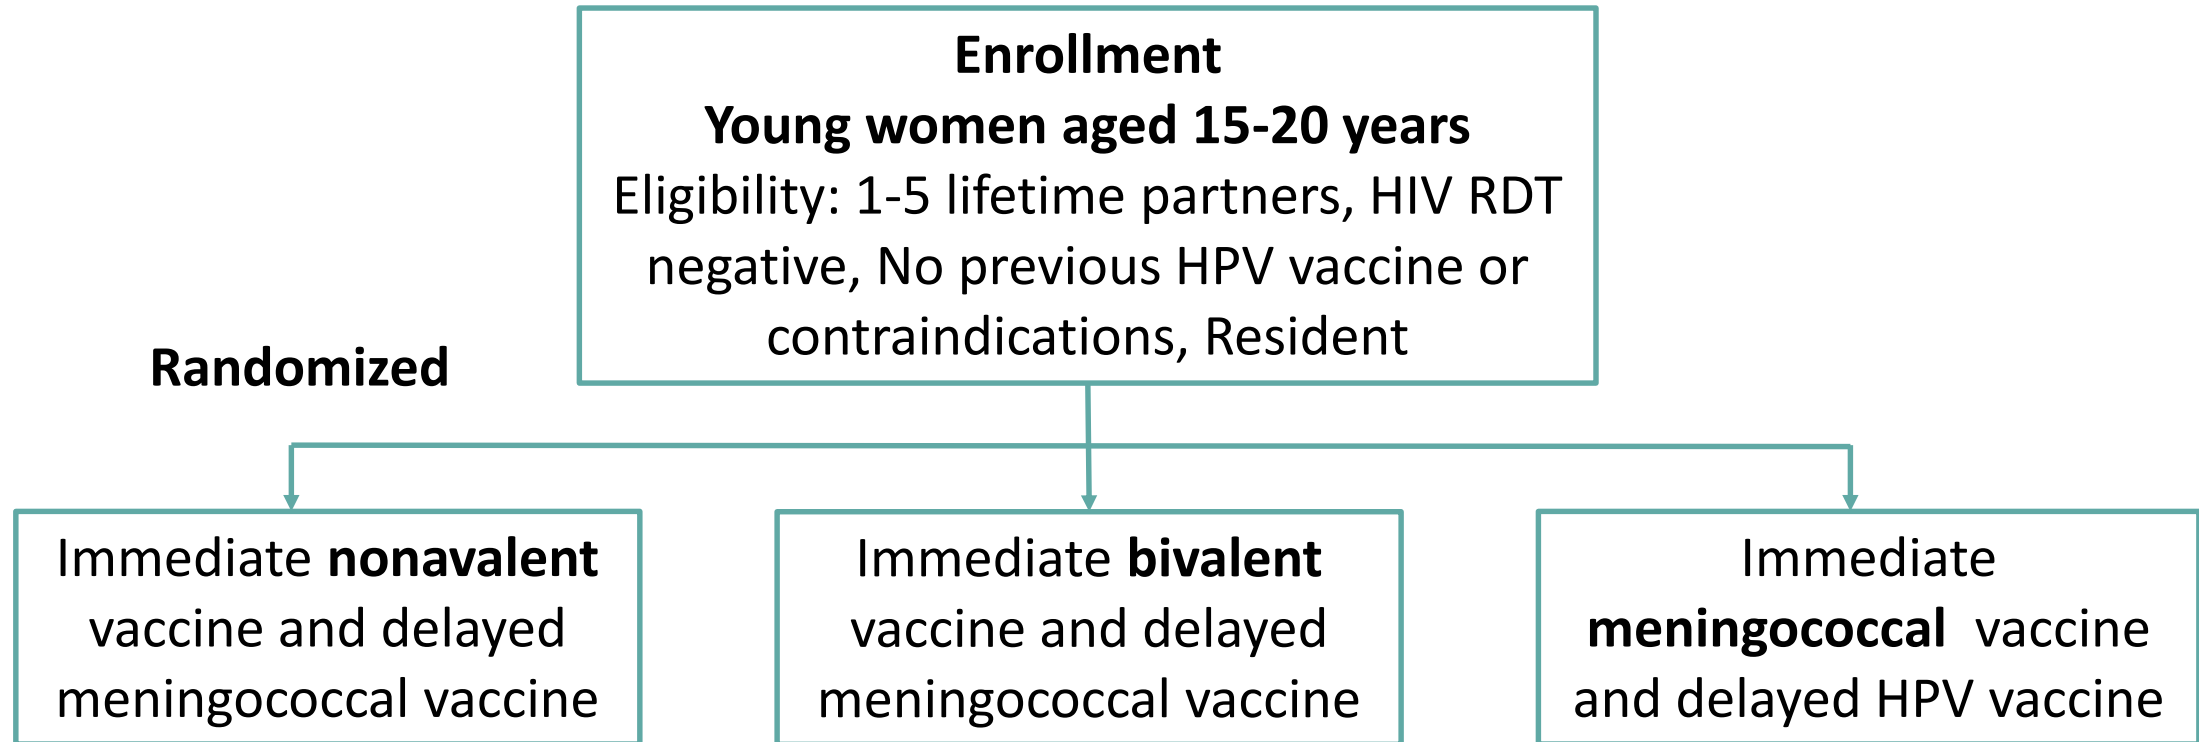 Enrollment
Young women aged 15-20 years
Eligibility: 1-5 lifetime partners, HIV RDT
negative, No previous HPV vaccine or
contraindications, Resident
Randomized
Immediate nonavalent
vaccine and delayed
meningococcal vaccine
Immediate bivalent
vaccine and delayed
meningococcal vaccine
Immediate
meningococcal vaccine
and delayed HPV vaccine